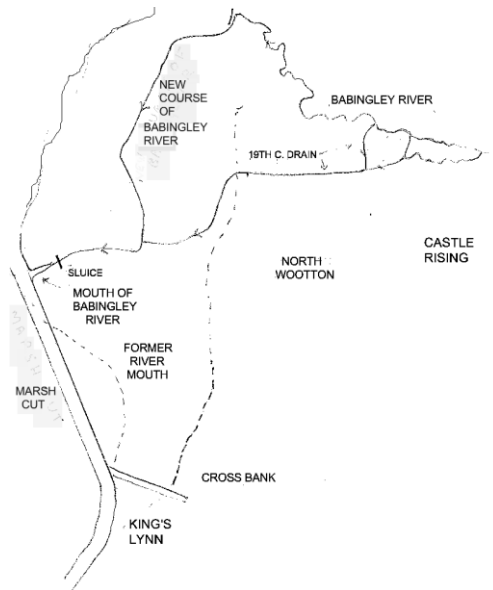 NEW
COURSE
OF
BABINGLEY
RIVER
BABINGLEY RIVER
19TH C. DRAIN
CASTLE
RISING
NORTH
WOOTTON
SLUICE
MOUTH OF
BABINGLEY
RIVER
FORMER
RIVER
MOUTH
MARSH
CUT
CROSS BANK
KING'S
LYNN